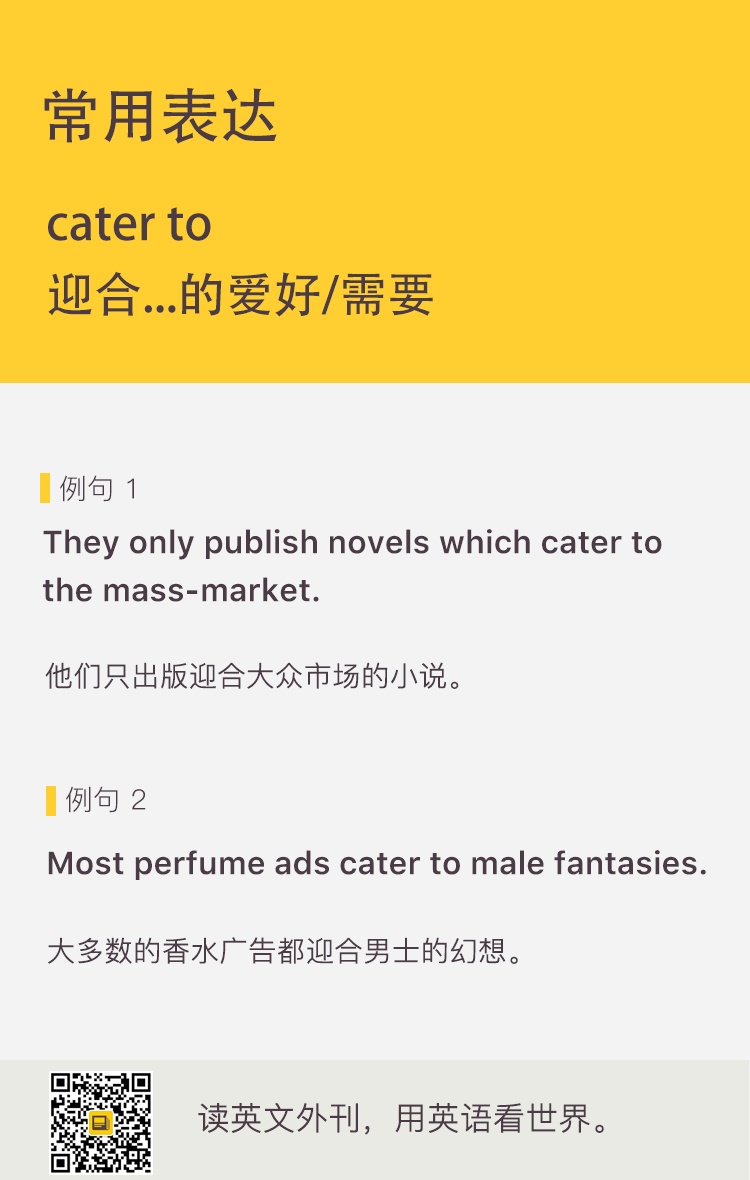 常用表达
cater to
迎合...的爱好/需要
例句 1
They only publish novels which cater to
the mass-market.
他们只出版迎合大众市场的小说。
例句 2
Most perfume ads cater to male fantasies.
大多数的香水广告都迎合男士的幻想。
读英文外刊，用英语看世界。